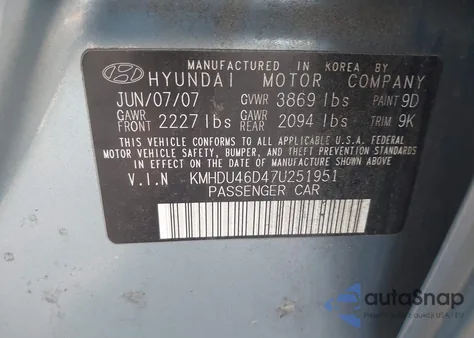 MANUFACTURED IN KOREA BY
HYUNDAI MOTOR COMPANY
JUN/07/07 GVWR 3869 lbs PAINT 9D
GAWR FRONT 2227 lbs GAWR REAR 2094 lbs TRIM 9K
THIS VEHICLE CONFORMS TO ALL APPLICABLE U.S.A. FEDERAL
MOTOR VEHICLE SAFETY, BUMPER, AND THEFT PREVENTION
STANDARDS IN EFFECT ON THE DATE OF MANUFACTURE SHOWN ABOVE
V.I.N KMHDU46D47U251951
PASSENGER CAR
autoSnap